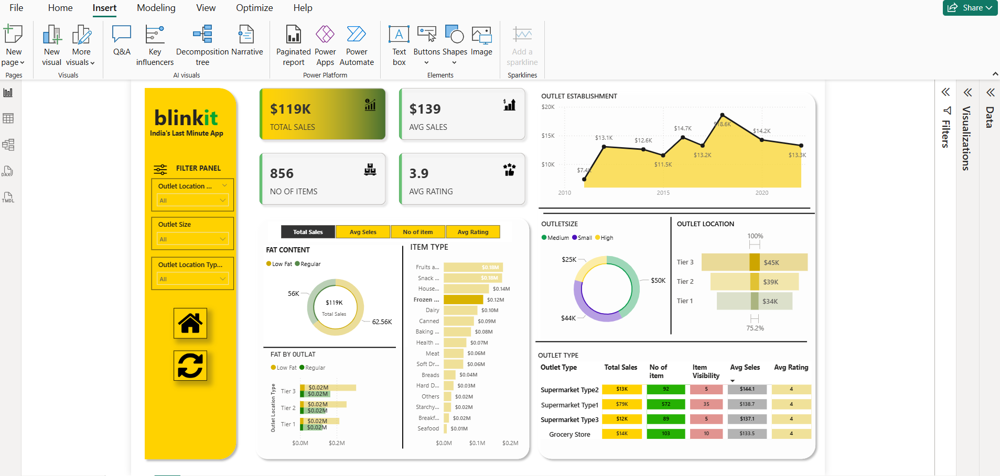 File Home Insert Modeling View Optimize Help Share
New page
New visual
More visuals
Q&A
Key influencers
Decomposition tree
Narrative
Paginated report
Power Apps
Power Automate
Text box
Buttons
Shapes
Image
Add a sparkline
Pages
Visuals
AI visuals
Power Platform
Elements
Sparklines
DAX
TMDL
blinkit
India's Last Minute App
FILTER PANEL
Outlet Location ...
All
Outlet Size
All
Outlet Location Typ...
All
$119K
TOTAL SALES
$139
AVG SALES
856
NO OF ITEMS
3.9
AVG RATING
Total Sales Avg Seles No of item Avg Rating
FAT CONTENT
Low Fat Regular
56K
$119K
Total Sales
62.56K
FAT BY OUTLAT
Low Fat Regular
Outlet Location Type
Tier 3 $0.02M
$0.02M
Tier 2 $0.02M
$0.02M
Tier 1 $0.02M
$0.02M
$0.0M $0.2M
ITEM TYPE
Fruits a... $0.18M
Snack ... $0.18M
House... $0.14M
Frozen ... $0.12M
Dairy $0.10M
Canned $0.09M
Baking ... $0.08M
Health ... $0.07M
Meat $0.06M
Soft Dr... $0.06M
Breads $0.04M
Hard D... $0.03M
Others $0.02M
Starchy... $0.02M
Breakf... $0.02M
Seafood $0.01M
$0.0M $0.1M $0.2M
OUTLET ESTABLISHMENT
$20K
$15K
$10K
$7.4K
$13.1K
$12.6K
$11.5K
$14.7K
$13.2K
$18.6K
$14.2K
$13.3K
2010 2015 2020
OUTLETSIZE
Medium Small High
$25K
$50K
$44K
OUTLET LOCATION
100%
Tier 3 $45K
Tier 2 $39K
Tier 1 $34K
75.2%
OUTLET TYPE
Outlet Type Total Sales No of item Item Visibility Avg Seles Avg Rating
Supermarket Type2 $13K 92 5 $144.1 4
Supermarket Type1 $79K 572 35 $138.7 4
Supermarket Type3 $12K 89 5 $137.1 4
Grocery Store $14K 103 10 $133.5 4
Filters
Visualizations
Data